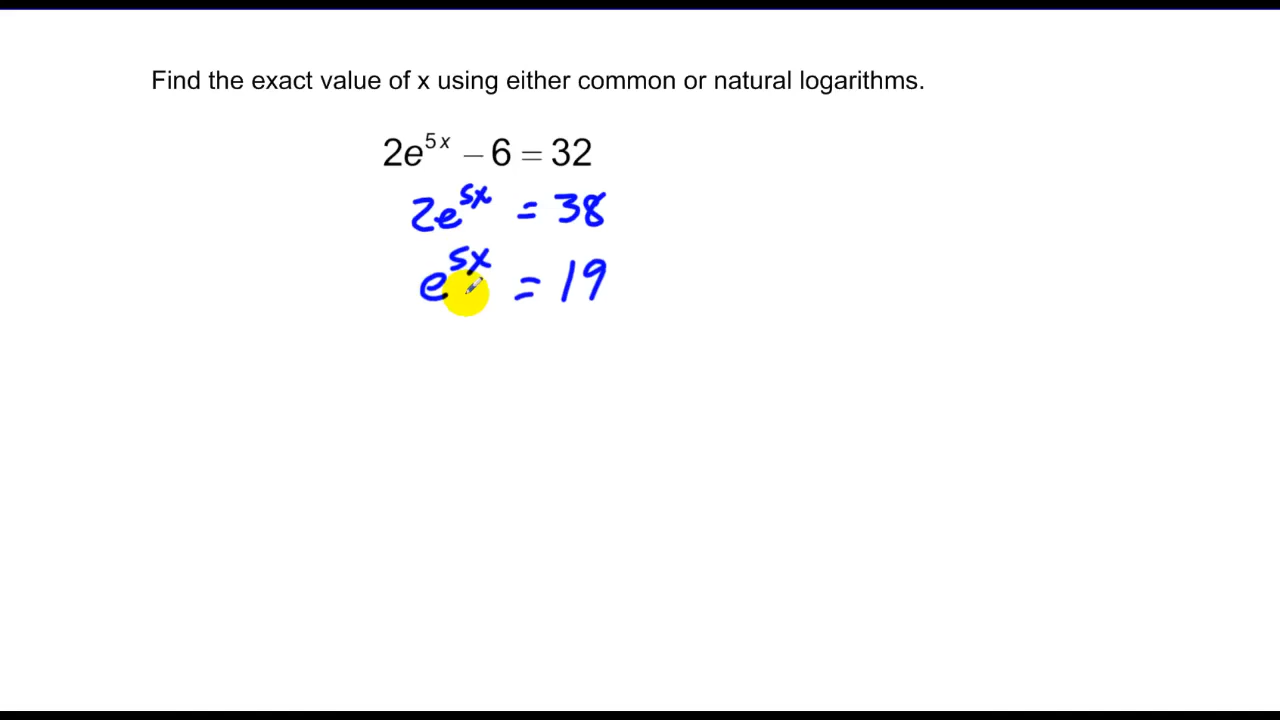 Find the exact value of x using either common or natural logarithms.
2e^{5x} – 6 = 32
2e^{5x} = 38
e^{5x} = 19